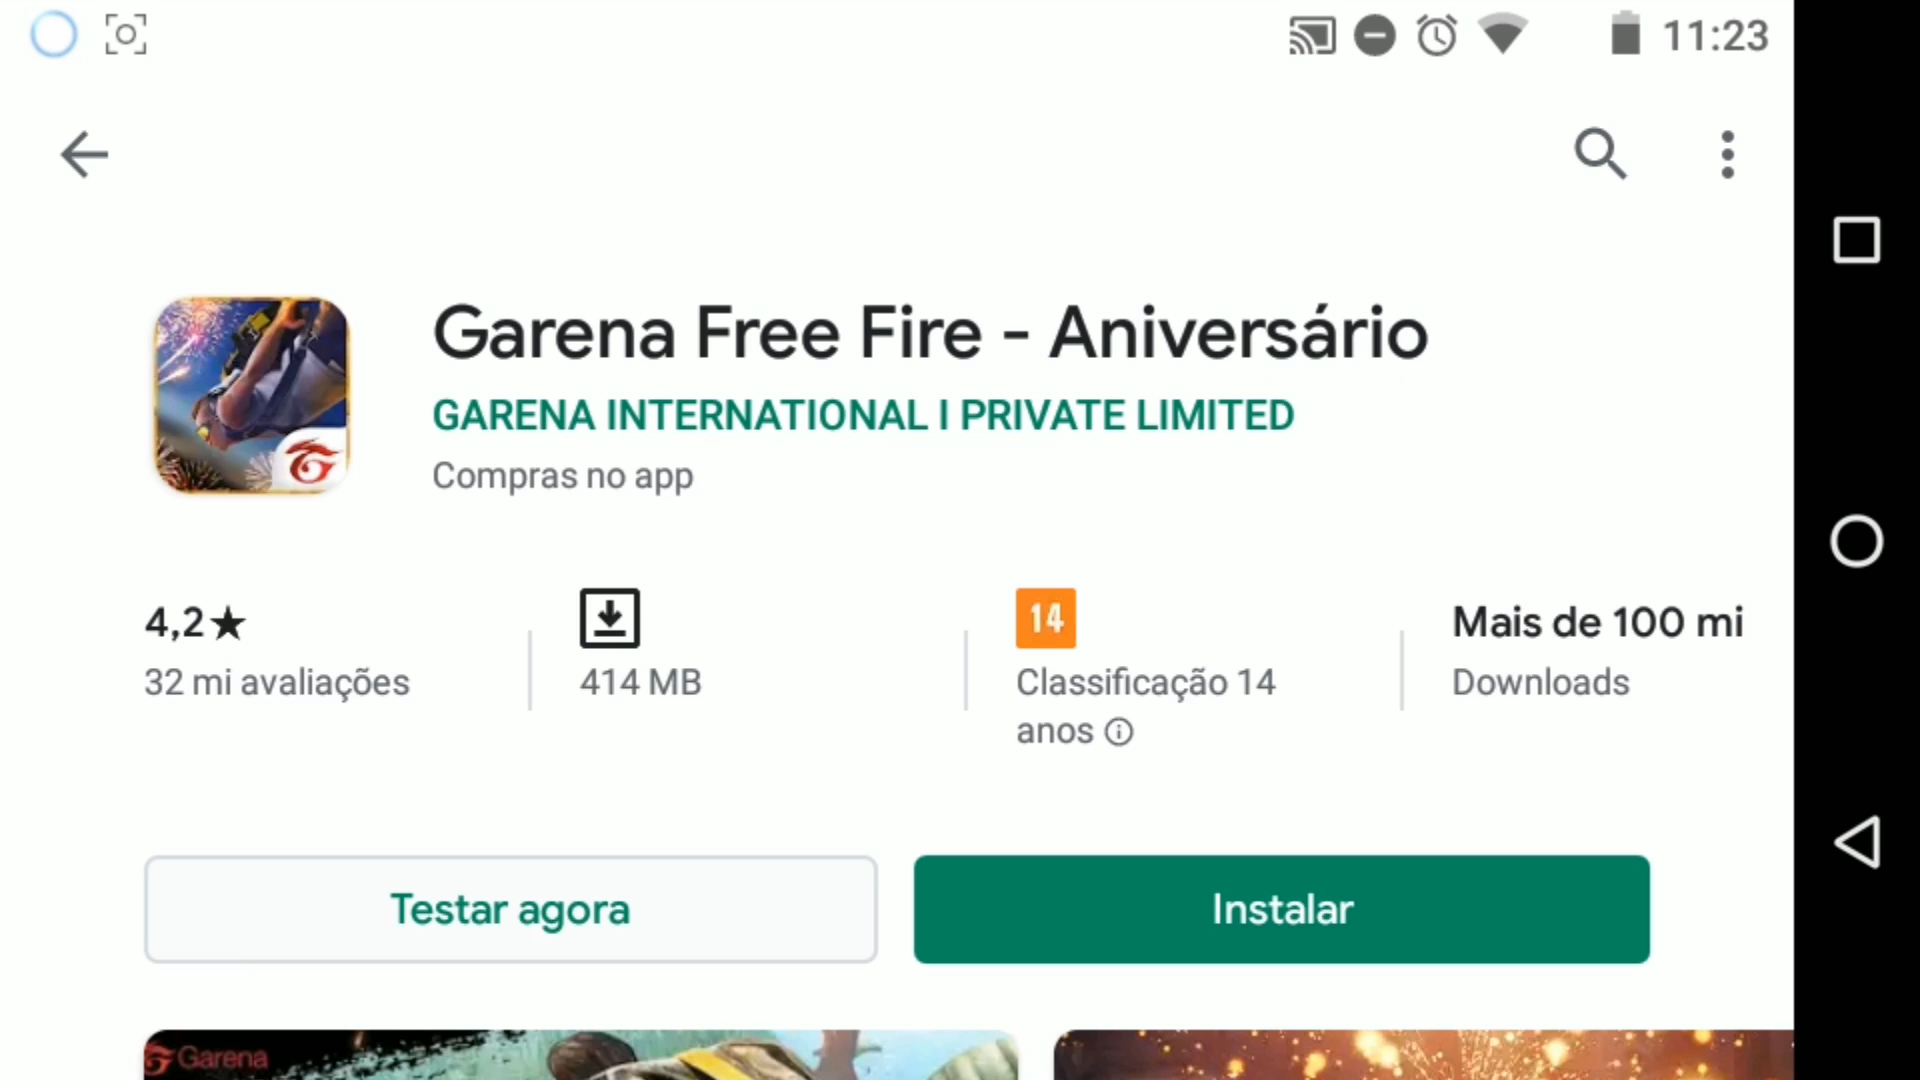 11:23
Garena Free Fire - Aniversário
GARENA INTERNATIONAL I PRIVATE LIMITED
Compras no app
4,2★
32 mi avaliações
414 MB
14
Classificação 14
anos
Mais de 100 mi
Downloads
Testar agora
Instalar
Garena